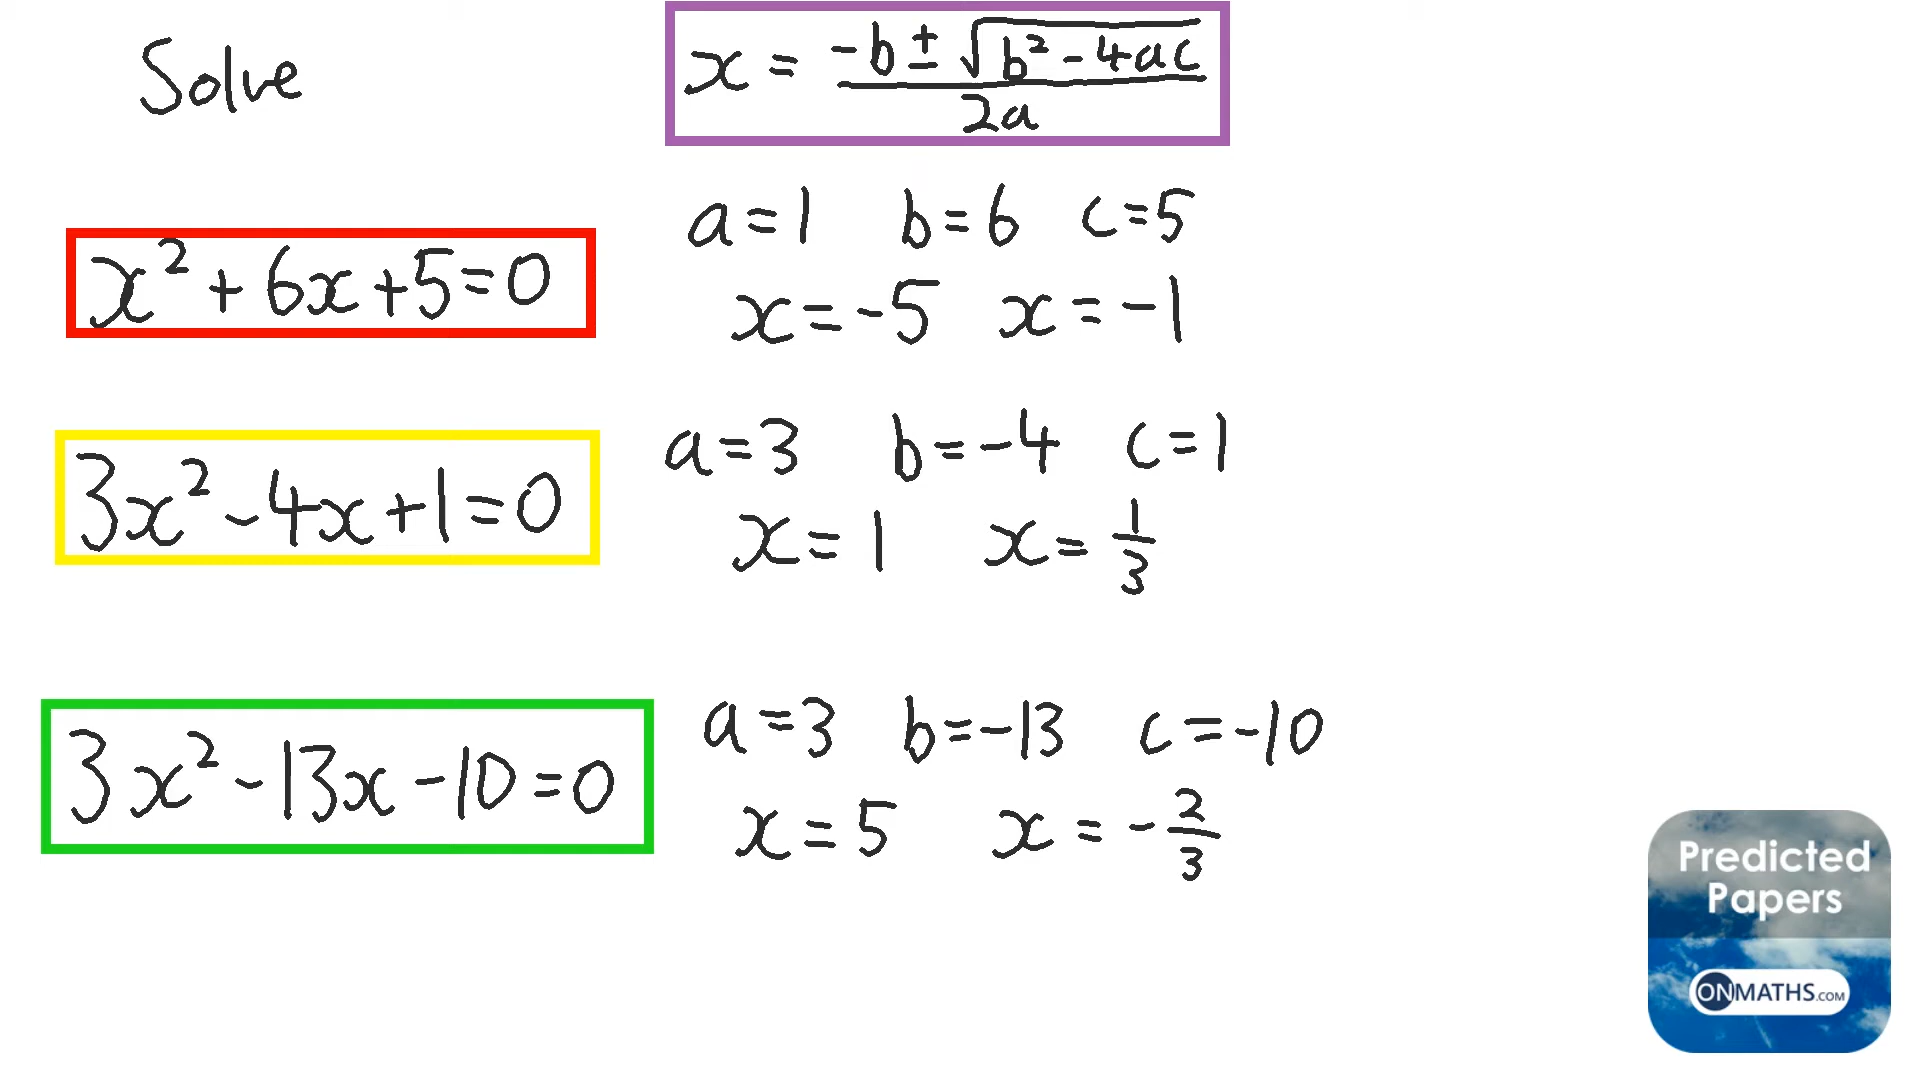 Solve
x = (-b ± √(b² - 4ac)) / 2a
x² + 6x + 5 = 0
a = 1 b = 6 c = 5
x = -5 x = -1
3x² - 4x + 1 = 0
a = 3 b = -4 c = 1
x = 1 x = 1/3
3x² - 13x - 10 = 0
a = 3 b = -13 c = -10
x = 5 x = -2/3
Predicted
Papers
ONMATHS.COM